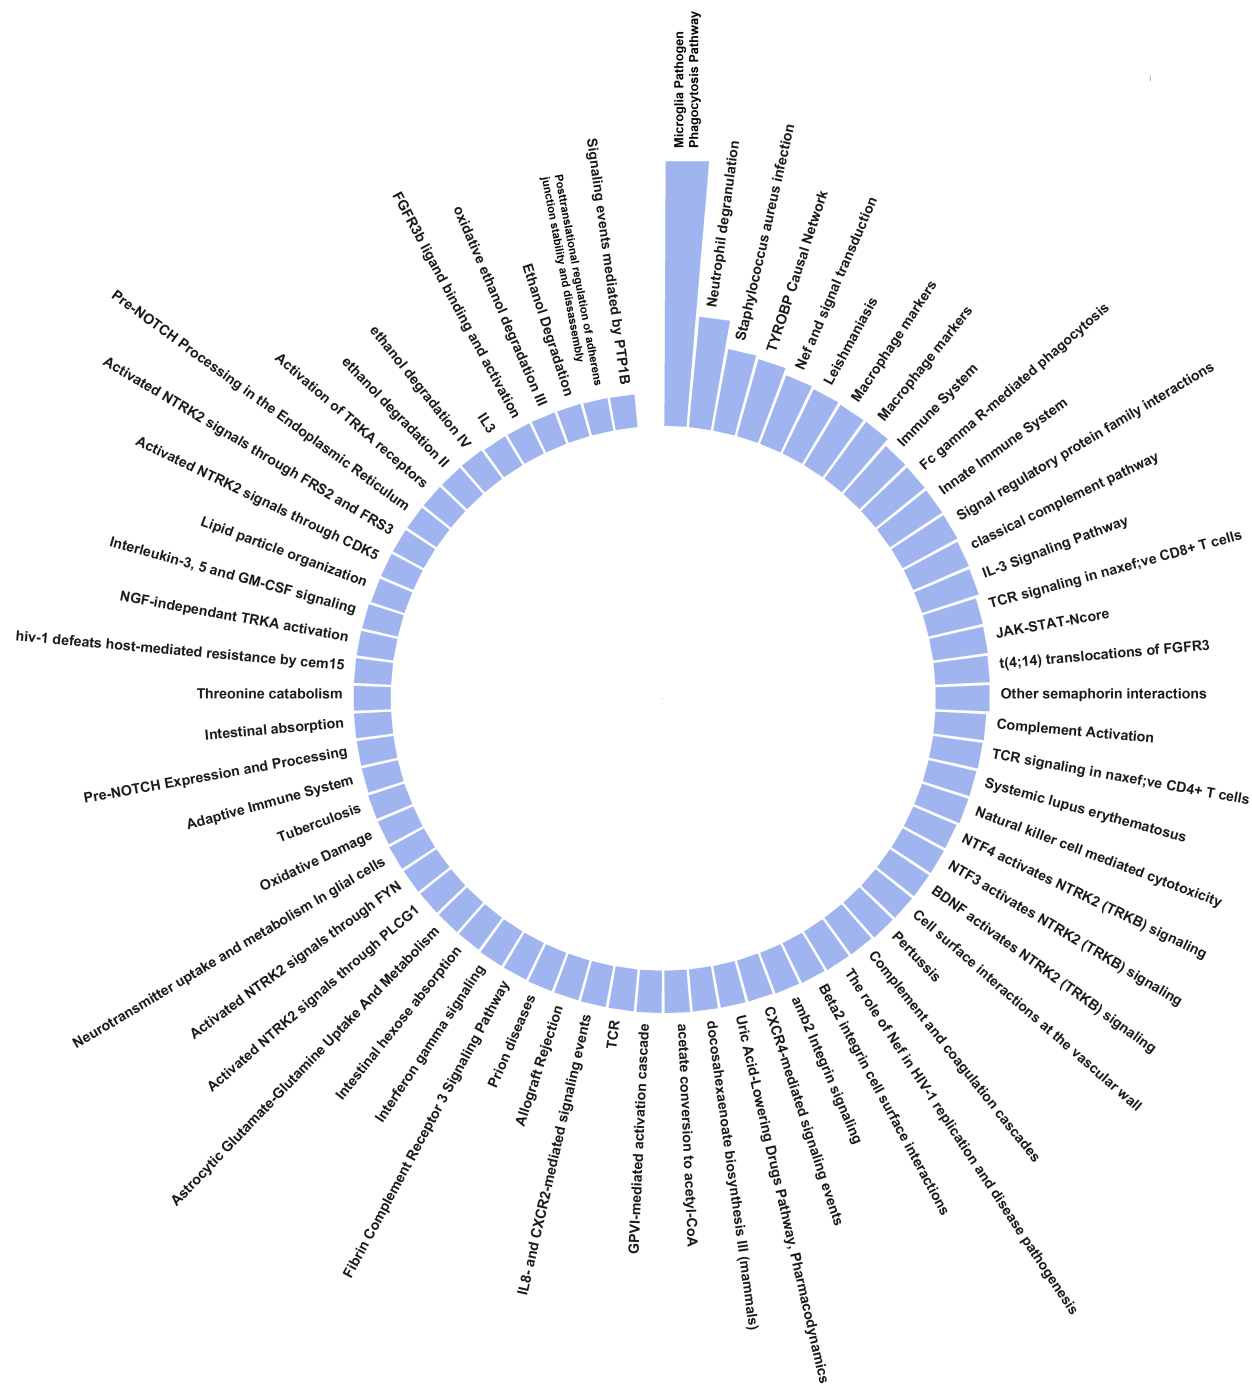 Microglia Pathogen
Phagocytosis Pathway
Neutrophil degranulation
Staphylococcus aureus infection
TYROBP Causal Network
Nef and signal transduction
Leishmaniasis
Macrophage markers
Macrophage markers
Immune System
Fc gamma R-mediated phagocytosis
Innate Immune System
Signal regulatory protein family interactions
classical complement pathway
IL-3 Signaling Pathway
TCR signaling in naxef;ve CD8+ T cells
JAK-STAT-Ncore
t(4;14) translocations of FGFR3
Other semaphorin interactions
Complement Activation
TCR signaling in naxef;ve CD4+ T cells
Systemic lupus erythematosus
Natural killer cell mediated cytotoxicity
NTF4 activates NTRK2 (TRKB) signaling
NTF3 activates NTRK2 (TRKB) signaling
BDNF activates NTRK2 (TRKB) signaling
Cell surface interactions at the vascular wall
Pertussis
Complement and coagulation cascades
The role of Nef in HIV-1 replication and disease pathogenesis
Beta2 integrin cell surface interactions
amb2 Integrin signaling
CXCR4-mediated signaling events
Uric Acid-Lowering Drugs Pathway, Pharmacodynamics
docosahexaenoate biosynthesis III (mammals)
acetate conversion to acetyl-CoA
GPVI-mediated activation cascade
TCR
IL8- and CXCR2-mediated signaling events
Allograft Rejection
Prion diseases
Fibrin Complement Receptor 3 Signaling Pathway
Interferon gamma signaling
Intestinal hexose absorption
Astrocytic Glutamate-Glutamine Uptake And Metabolism
Activated NTRK2 signals through PLCG1
Activated NTRK2 signals through FYN
Neurotransmitter uptake and metabolism In glial cells
Oxidative Damage
Tuberculosis
Adaptive Immune System
Pre-NOTCH Expression and Processing
Intestinal absorption
Threonine catabolism
hiv-1 defeats host-mediated resistance by cem15
NGF-independant TRKA activation
Interleukin-3, 5 and GM-CSF signaling
Lipid particle organization
Activated NTRK2 signals through CDK5
Activated NTRK2 signals through FRS2 and FRS3
Pre-NOTCH Processing in the Endoplasmic Reticulum
Activation of TRKA receptors
ethanol degradation II
ethanol degradation IV
IL3
FGFR3b ligand binding and activation
oxidative ethanol degradation III
Ethanol Degradation
Posttranslational regulation of adherens
junction stability and dissassembly
Signaling events mediated by PTP1B